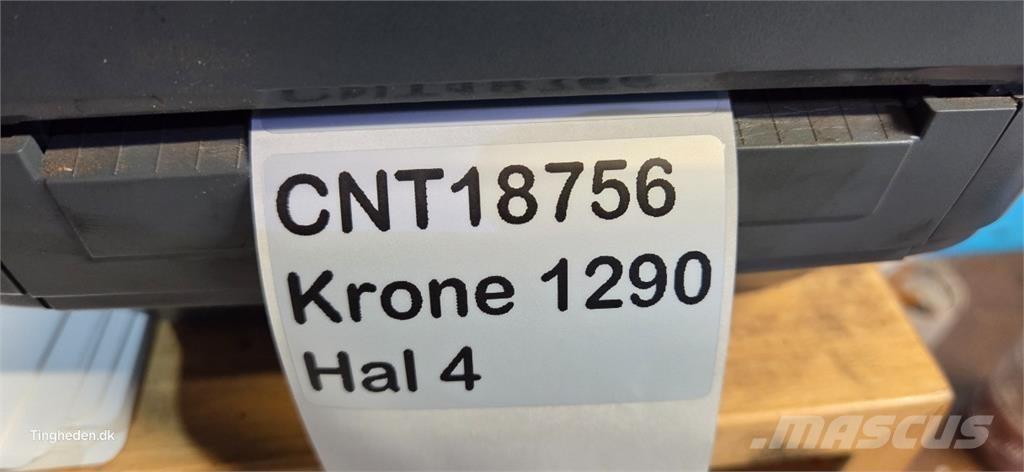 CNT18756
Krone 1290
Hal 4
Tingheden.dk
MASCUS